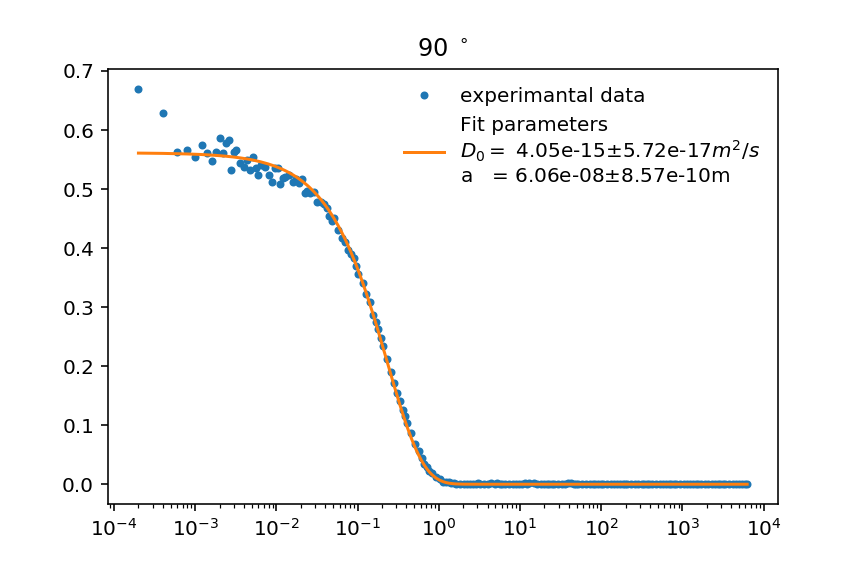 90 °
0.7
0.6
0.5
0.4
0.3
0.2
0.1
0.0
experimantal data
Fit parameters
D₀ = 4.05e-15±5.72e-17m²/s
a = 6.06e-08±8.57e-10m
10⁻⁴ 10⁻³ 10⁻² 10⁻¹ 10⁰ 10¹ 10² 10³ 10⁴